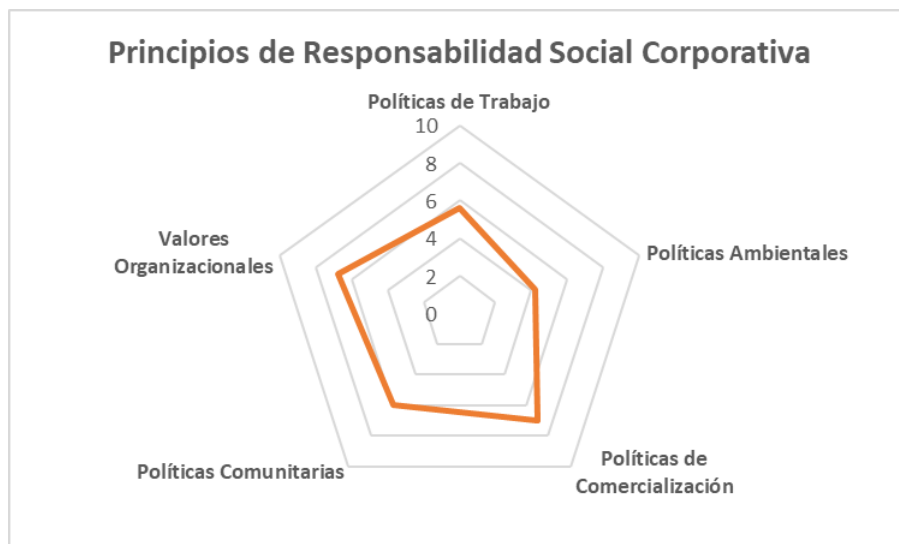 Principios de Responsabilidad Social Corporativa
Políticas de Trabajo
10
8
6
4
2
0
Valores
Organizacionales
Políticas Ambientales
Políticas Comunitarias
Políticas de
Comercialización